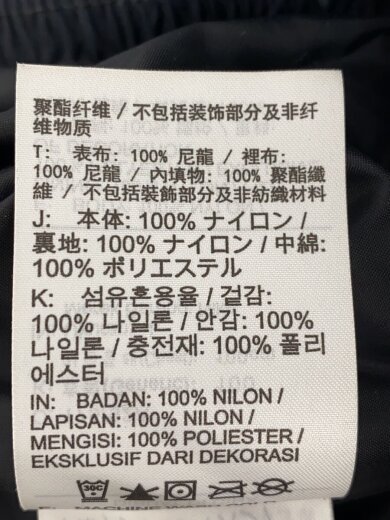 聚酯纤维 / 不包括装饰部分及非纤
维物质
T: 表布: 100% 尼龍 / 裡布:
100% 尼龍 / 內填物: 100% 聚酯纖
維 / 不包括裝飾部分及非紡織材料
J: 本体: 100% ナイロン /
裏地: 100% ナイロン / 中綿:
100% ポリエステル
K: 섬유혼용율 / 겉감:
100% 나일론 / 안감: 100%
나일론 / 충전재: 100% 폴리
에스터
IN: BADAN: 100% NILON /
LAPISAN: 100% NILON /
MENGISI: 100% POLIESTER /
EKSKLUSIF DARI DEKORASI
30C